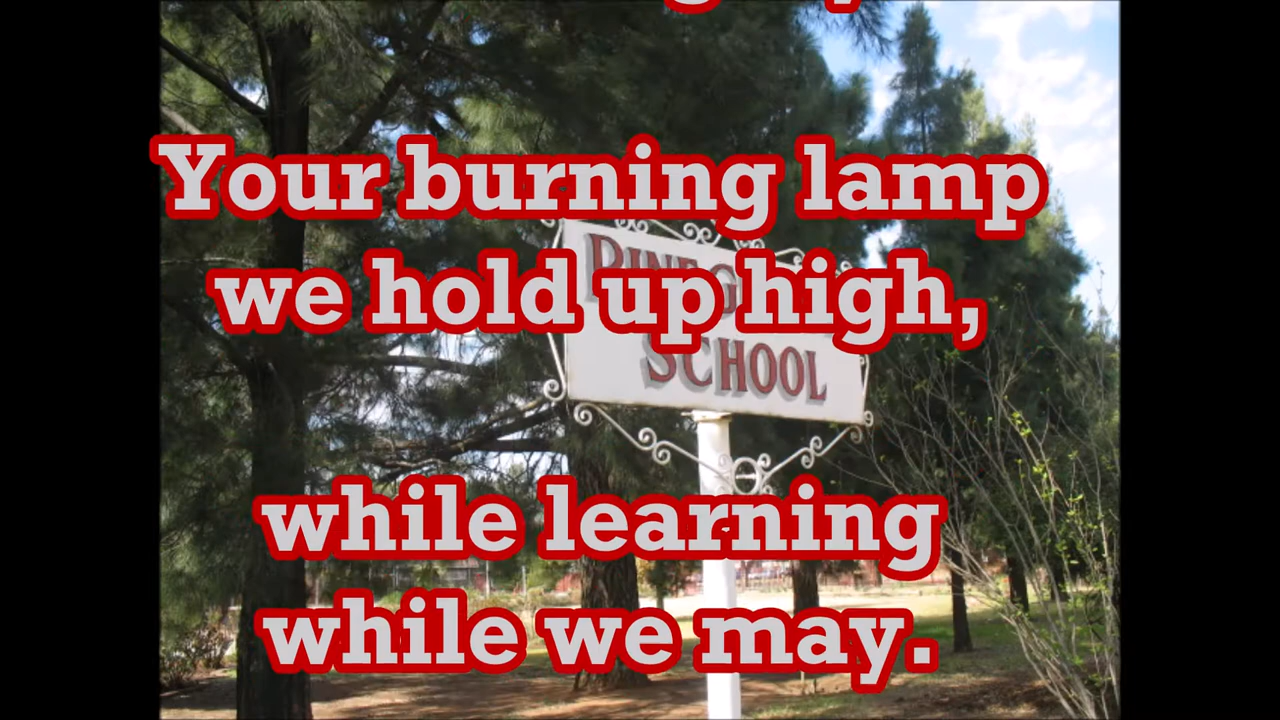 Your burning lamp
we hold up high,
SCHOOL
while learning
while we may.